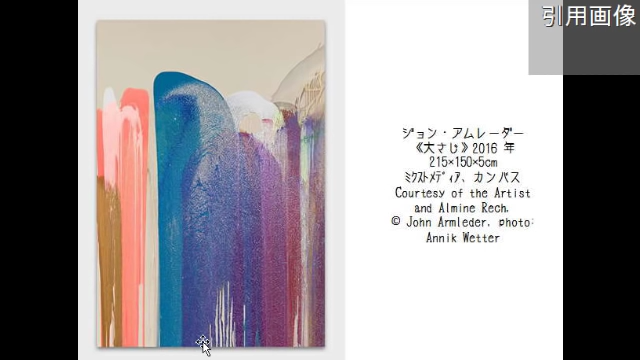 引用画像
ジョン・アムレーダー
《大さじ》2016 年
215×150×5cm
ﾐｸｽﾄﾒﾃﾞｨｱ、カンバス
Courtesy of the Artist
and Almine Rech.
© John Armleder. photo:
Annik Wetter